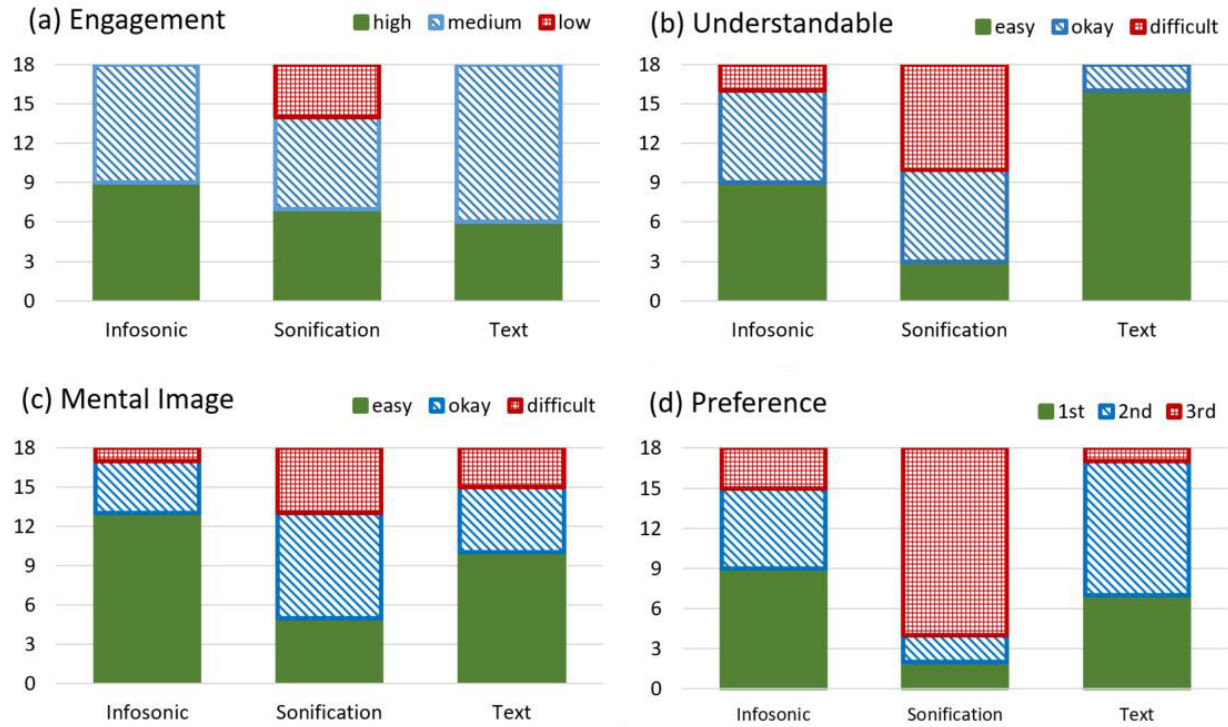 (a) Engagement
high medium low
18
15
12
9
6
3
0
Infosonic Sonification Text
(b) Understandable
easy okay difficult
18
15
12
9
6
3
0
Infosonic Sonification Text
(c) Mental Image
easy okay difficult
18
15
12
9
6
3
0
Infosonic Sonification Text
(d) Preference
1st 2nd 3rd
18
15
12
9
6
3
0
Infosonic Sonification Text